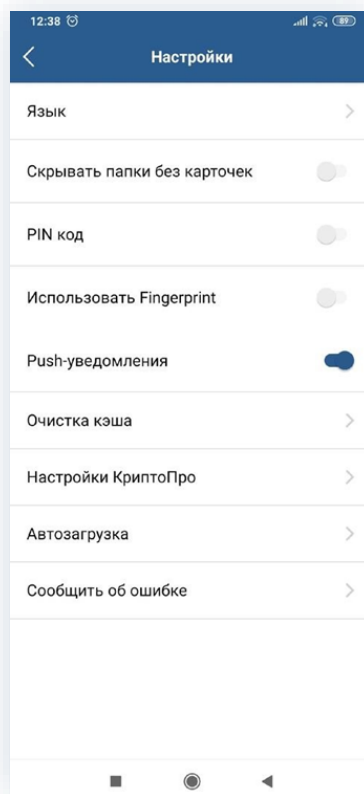 12:38 89
Настройки
Язык
Скрывать папки без карточек
PIN код
Использовать Fingerprint
Push-уведомления
Очистка кэша
Настройки КриптоПро
Автозагрузка
Сообщить об ошибке